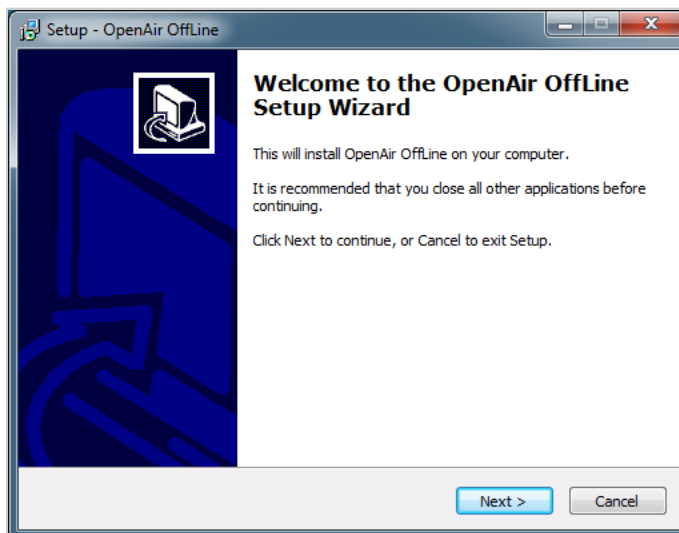 Setup - OpenAir OffLine
Welcome to the OpenAir OffLine
Setup Wizard
This will install OpenAir OffLine on your computer.
It is recommended that you close all other applications before
continuing.
Click Next to continue, or Cancel to exit Setup.
Next >
Cancel